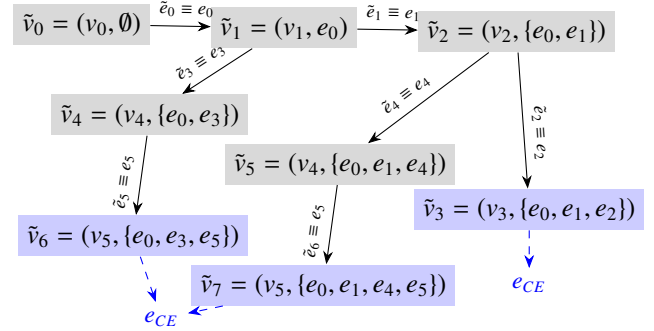 ẽ₀ ≡ e₀
ẽ₁ ≡ e₁
ṽ₀ = (v₀, ∅)
ṽ₁ = (v₁, e₀)
ṽ₂ = (v₂, {e₀, e₁})
ẽ₃ ≡ e₃
ẽ₄ ≡ e₄
ẽ₂ ≡ e₂
ṽ₄ = (v₄, {e₀, e₃})
ṽ₅ = (v₄, {e₀, e₁, e₄})
ẽ₅ ≡ e₅
ẽ₆ ≡ e₅
ṽ₃ = (v₃, {e₀, e₁, e₂})
ṽ₆ = (v₅, {e₀, e₃, e₅})
ṽ₇ = (v₅, {e₀, e₁, e₄, e₅})
e_CE
e_CE